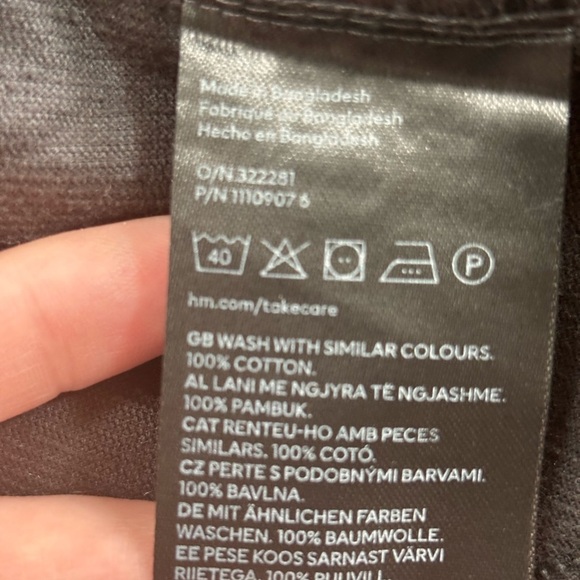 Made in Bangladesh
Fabriqué au Bangladesh
Hecho en Bangladesh
O/N 322281
P/N 1110907 6
40
P
hm.com/takecare
GB WASH WITH SIMILAR COLOURS.
100% COTTON.
AL LANI ME NGJYRA TË NGJASHME.
100% PAMBUK.
CAT RENTEU-HO AMB PECES
SIMILARS. 100% COTÓ.
CZ PERTE S PODOBNÝMI BARVAMI.
100% BAVLNA.
DE MIT ÄHNLICHEN FARBEN
WASCHEN. 100% BAUMWOLLE.
EE PESE KOOS SARNAST VÄRVI
RIIETEGA. 100% PUUVILL.